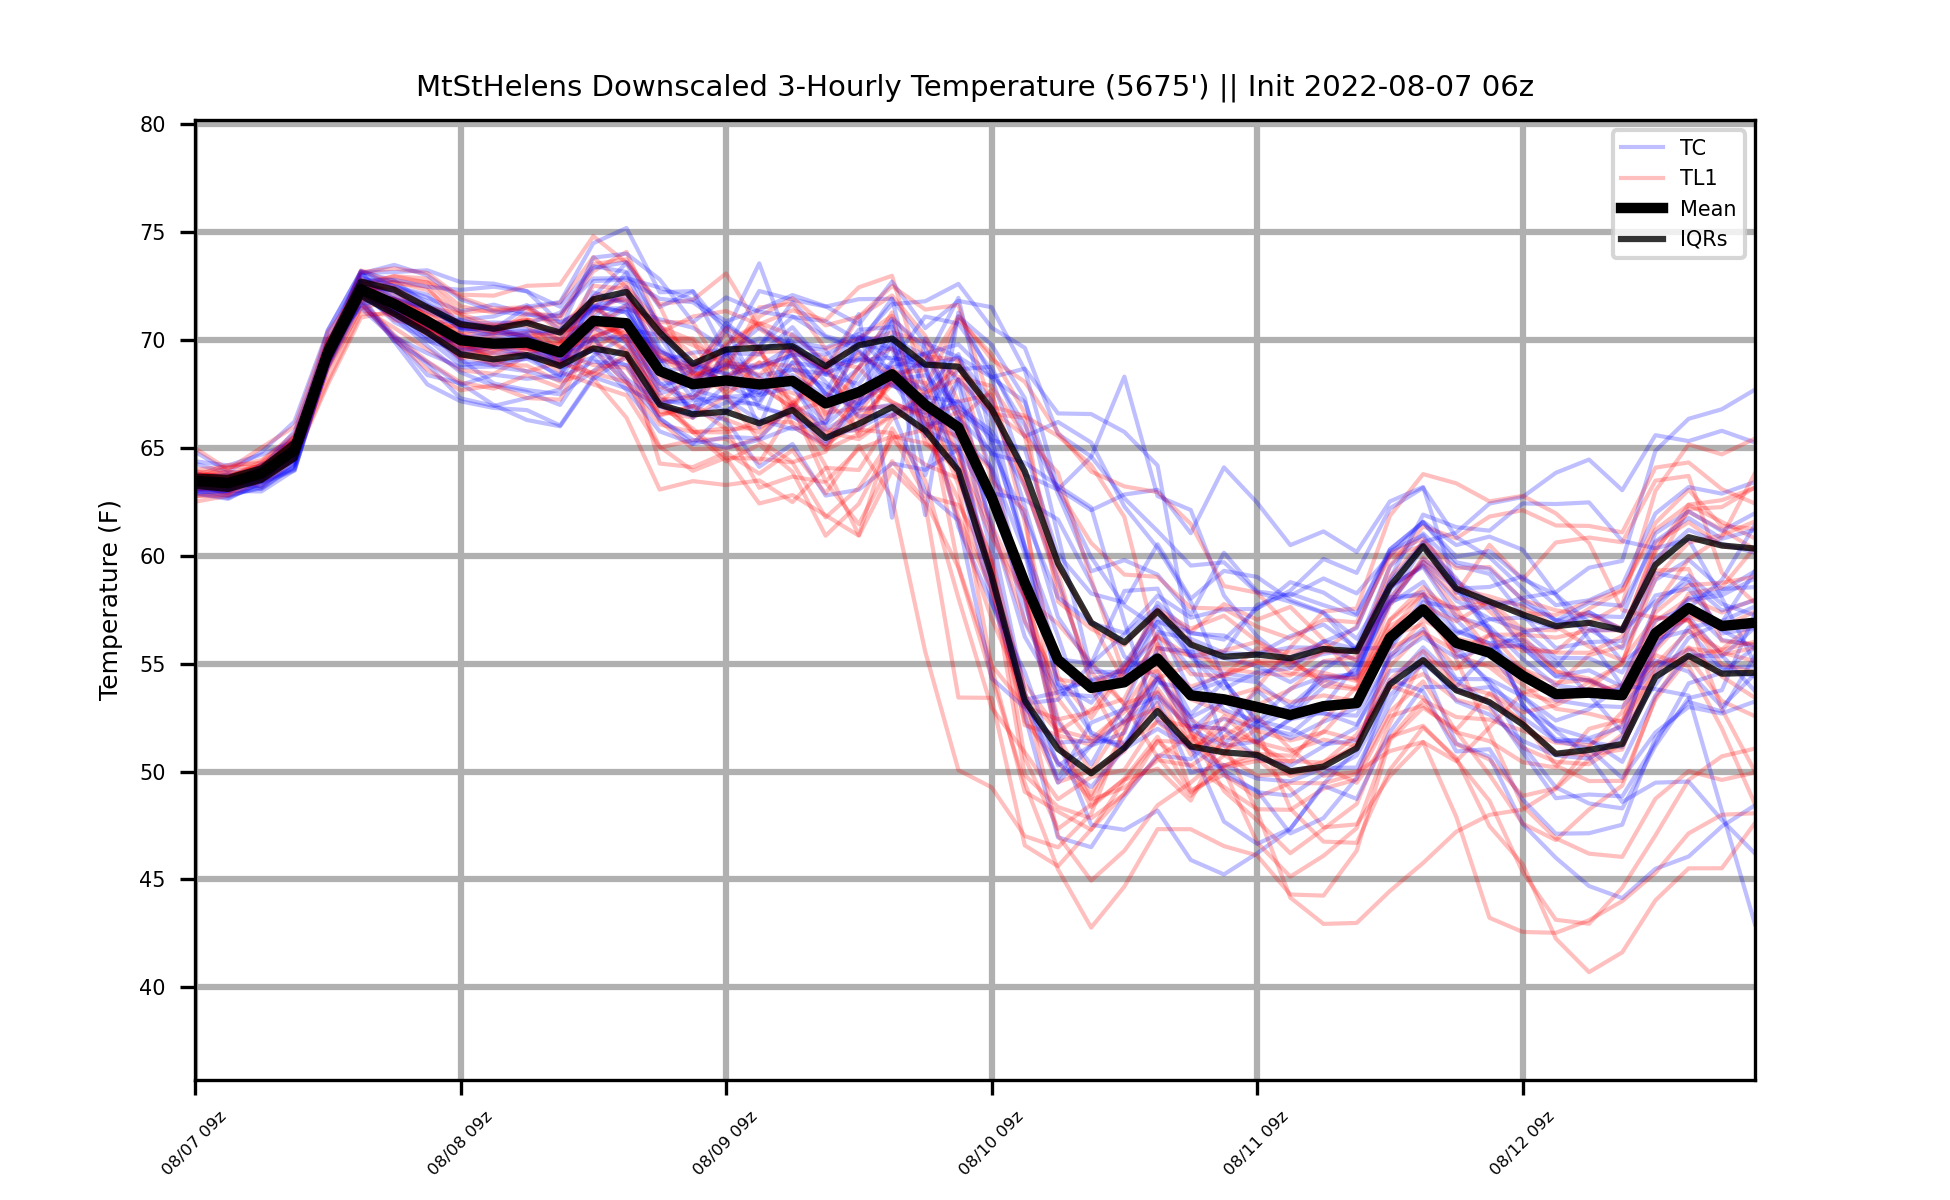 MtStHelens Downscaled 3-Hourly Temperature (5675') || Init 2022-08-07 06z
TC
TL1
Mean
IQRs
Temperature (F)
80
75
70
65
60
55
50
45
40
08/07 09z
08/08 09z
08/09 09z
08/10 09z
08/11 09z
08/12 09z